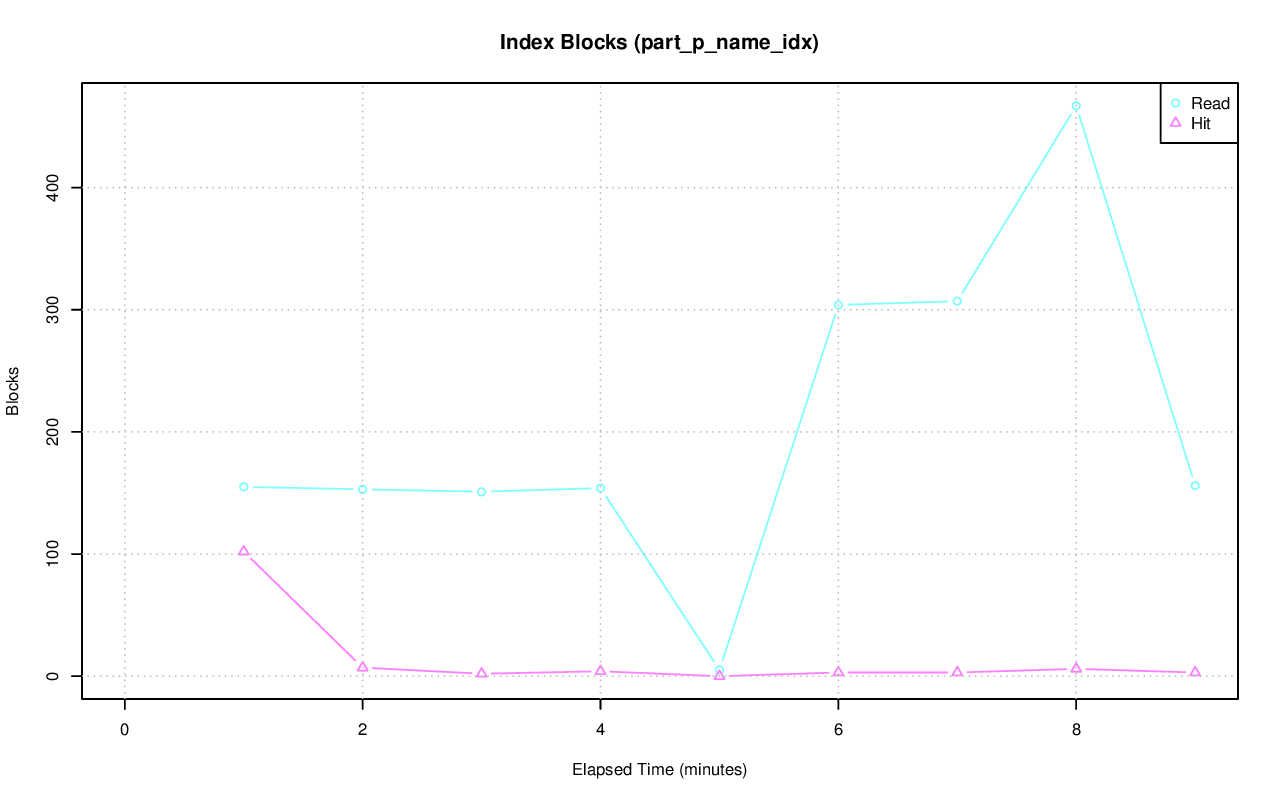 Index Blocks (part_p_name_idx)
Read
Hit
400
300
200
100
0
Blocks
0 2 4 6 8
Elapsed Time (minutes)